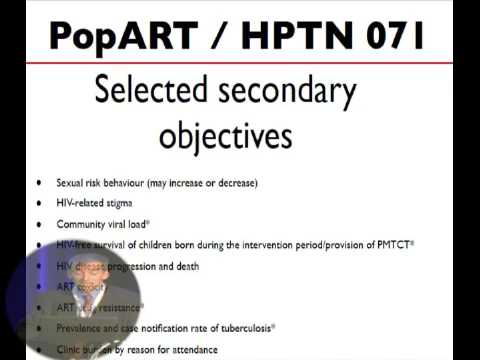 PopART / HPTN 071
Selected secondary
objectives
• Sexual risk behaviour (may increase or decrease)
• HIV-related stigma
• Community viral load*
• HIV-free survival of children born during the intervention period/provision of PMTCT*
• HIV disease progression and death
• ART toxicity
• ART drug resistance*
• Prevalence and case notification rate of tuberculosis*
• Clinic burden by reason for attendance